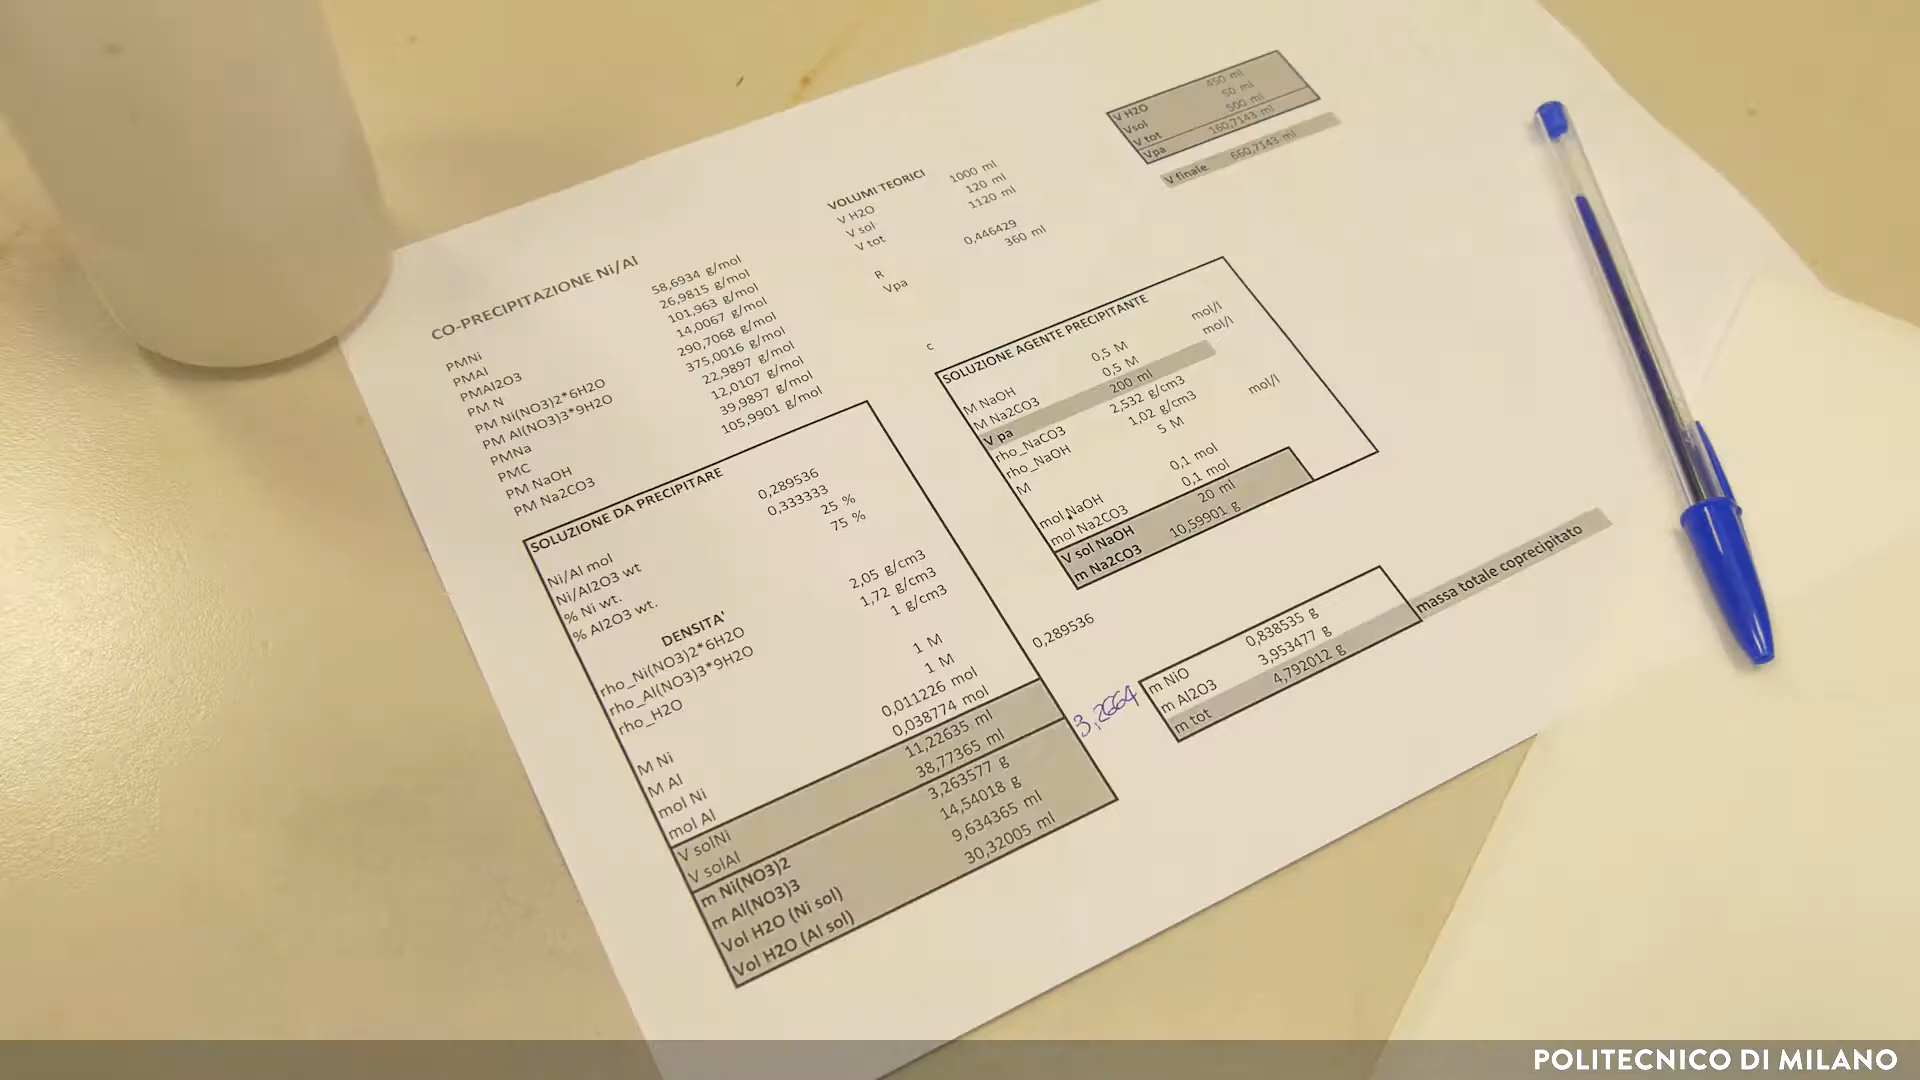 CO-PRECIPITAZIONE Ni/Al
PMNi 58,6934 g/mol
PMAl 26,9815 g/mol
PMAl2O3 101,963 g/mol
PM N 14,0067 g/mol
PM Ni(NO3)2*6H2O 290,7068 g/mol
PM Al(NO3)3*9H2O 375,0016 g/mol
PMNa 22,9897 g/mol
PMC 12,0107 g/mol
PM NaOH 39,9897 g/mol
PM Na2CO3 105,9901 g/mol
VOLUMI TEORICI
V H2O 1000 ml
V sol 120 ml
V tot 1120 ml
R 0,446429
Vpa 360 ml
c
V H2O 450 ml
Vsol 50 ml
V tot 500 ml
Vpa 160,7143 ml
V finale 660,7143 ml
SOLUZIONE DA PRECIPITARE
Ni/Al mol 0,289536
Ni/Al2O3 wt 0,333333
% Ni wt. 25 %
% Al2O3 wt. 75 %
DENSITA'
rho_Ni(NO3)2*6H2O 2,05 g/cm3
rho_Al(NO3)3*9H2O 1,72 g/cm3
rho_H2O 1 g/cm3
M Ni 1 M
M Al 1 M
mol Ni 0,011226 mol
mol Al 0,038774 mol
V solNi 11,22635 ml
V solAl 38,77365 ml
m Ni(NO3)2 3,263577 g
m Al(NO3)3 14,54018 g
Vol H2O (Ni sol) 9,634365 ml
Vol H2O (Al sol) 30,32005 ml
0,289536
3,2664
SOLUZIONE AGENTE PRECIPITANTE
M NaOH 0,5 M mol/l
M Na2CO3 0,5 M mol/l
V pa 200 ml
rho_NaCO3 2,532 g/cm3
rho_NaOH 1,02 g/cm3
M 5 M mol/l
mol NaOH 0,1 mol
mol Na2CO3 0,1 mol
V sol NaOH 20 ml
m Na2CO3 10,59901 g
m NiO 0,838535 g
m Al2O3 3,953477 g
m tot 4,792012 g massa totale coprecipitato
POLITECNICO DI MILANO